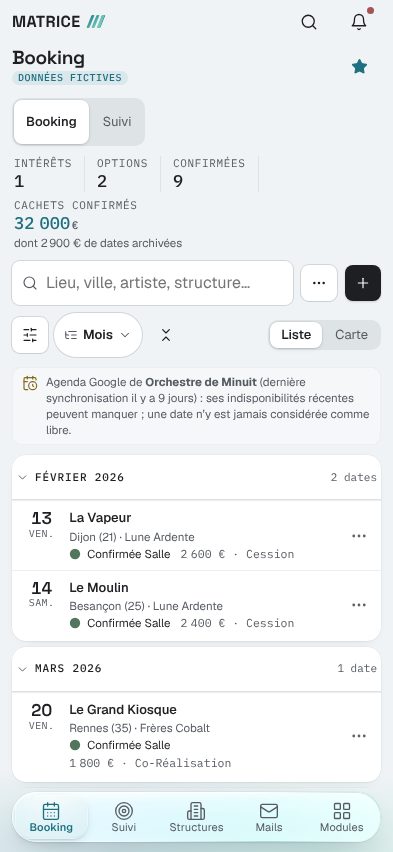 MATRICE
Booking
DONNÉES FICTIVES
Booking Suivi
INTÉRÊTS OPTIONS CONFIRMÉES
1 2 9
CACHETS CONFIRMÉS
32 000 €
dont 2 900 € de dates archivées
Lieu, ville, artiste, structure...
Mois Liste Carte
Agenda Google de Orchestre de Minuit (dernière
synchronisation il y a 9 jours) : ses indisponibilités récentes
peuvent manquer ; une date n'y est jamais considérée comme
libre.
FÉVRIER 2026 2 dates
13 La Vapeur
VEN. Dijon (21) · Lune Ardente
Confirmée Salle 2 600 € · Cession
14 Le Moulin
SAM. Besançon (25) · Lune Ardente
Confirmée Salle 2 400 € · Cession
MARS 2026 1 date
20 Le Grand Kiosque
VEN. Rennes (35) · Frères Cobalt
Confirmée Salle
1 800 € · Co-Réalisation
Booking Suivi Structures Mails Modules